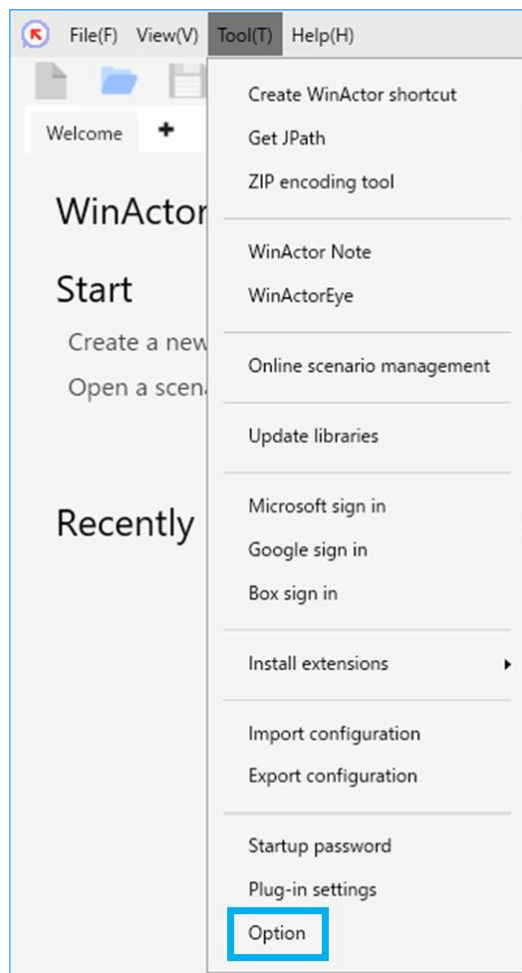 File(F) View(V) Tool(T) Help(H)
Welcome +
WinActor
Start
Create a new
Open a scen
Recently
Create WinActor shortcut
Get JPath
ZIP encoding tool
WinActor Note
WinActorEye
Online scenario management
Update libraries
Microsoft sign in
Google sign in
Box sign in
Install extensions
Import configuration
Export configuration
Startup password
Plug-in settings
Option